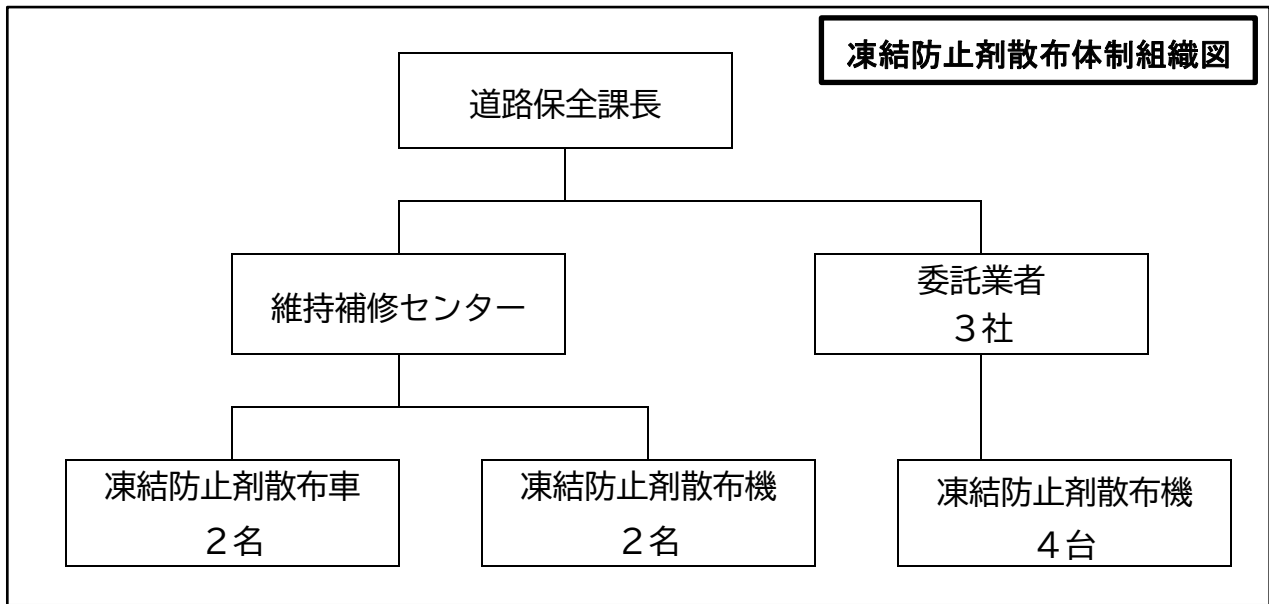 凍結防止剤散布体制組織図
道路保全課長
維持補修センター
委託業者
３社
凍結防止剤散布車
２名
凍結防止剤散布機
２名
凍結防止剤散布機
４台